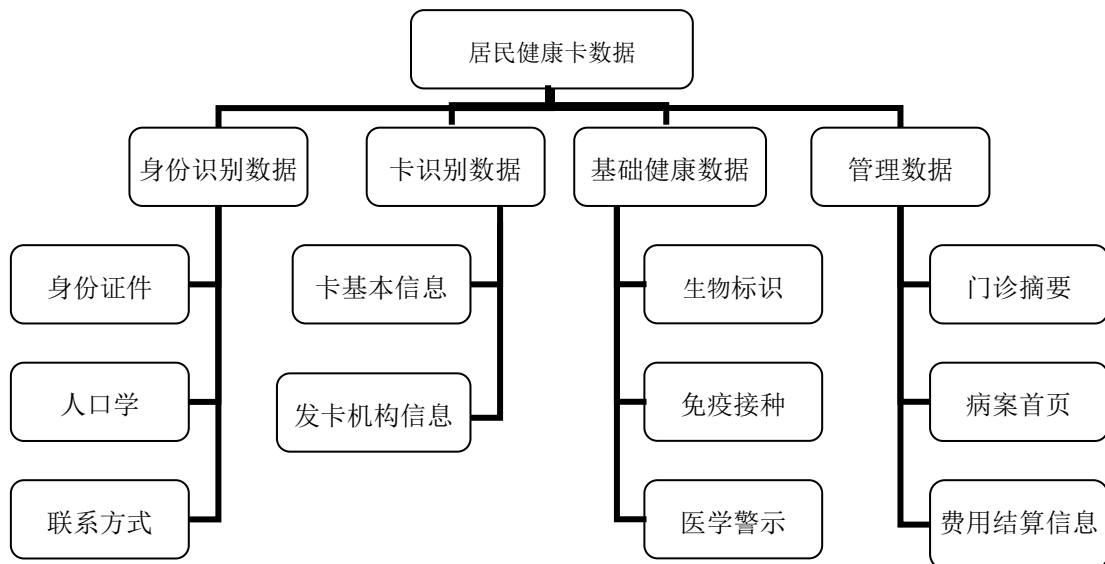 居民健康卡数据
身份识别数据
卡识别数据
基础健康数据
管理数据
身份证件
卡基本信息
生物标识
门诊摘要
人口学
发卡机构信息
免疫接种
病案首页
联系方式
医学警示
费用结算信息